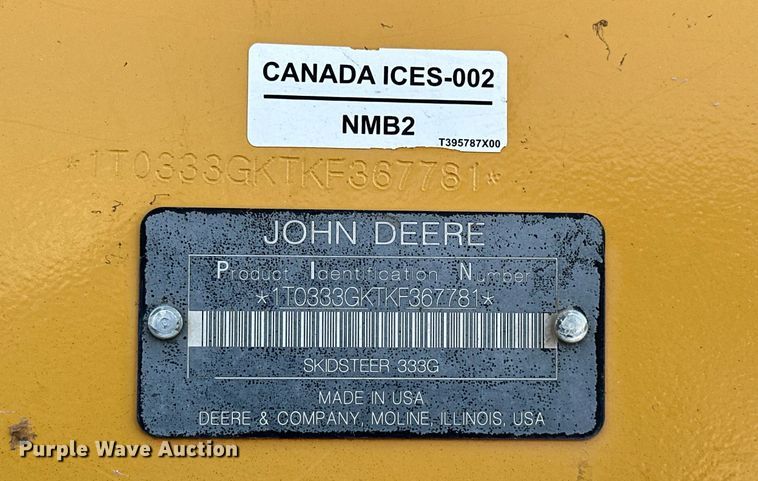 CANADA ICES-002
NMB2
T395787X00
*1T0333GKTKF367781*
JOHN DEERE
Product Identification Number
*1T0333GKTKF367781*
SKIDSTEER 333G
MADE IN USA
DEERE & COMPANY, MOLINE, ILLINOIS, USA
Purple Wave Auction